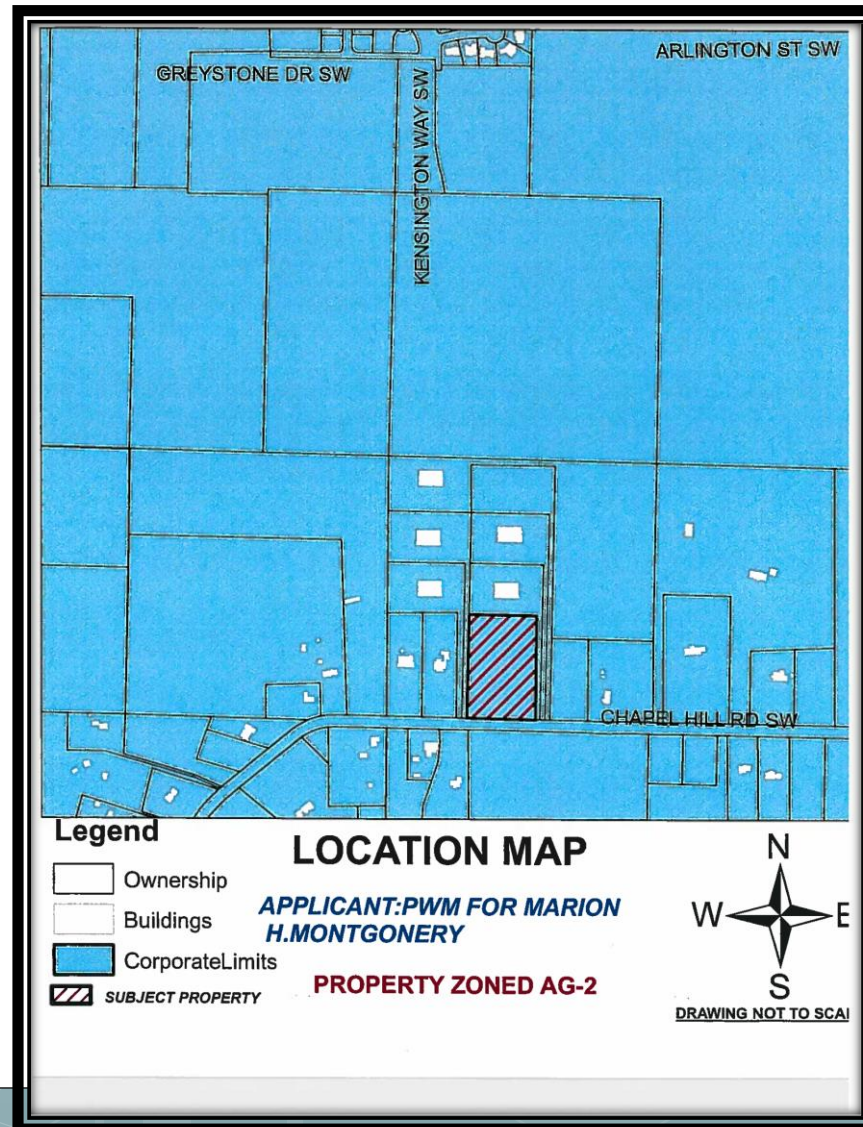 GREYSTONE DR SW
ARLINGTON ST SW
KENSINGTON WAY SW
CHAPEL HILL RD SW
Legend
Ownership
Buildings
CorporateLimits
SUBJECT PROPERTY
LOCATION MAP
APPLICANT:PWM FOR MARION
H.MONTGONERY
PROPERTY ZONED AG-2
N
W
E
S
DRAWING NOT TO SCAL